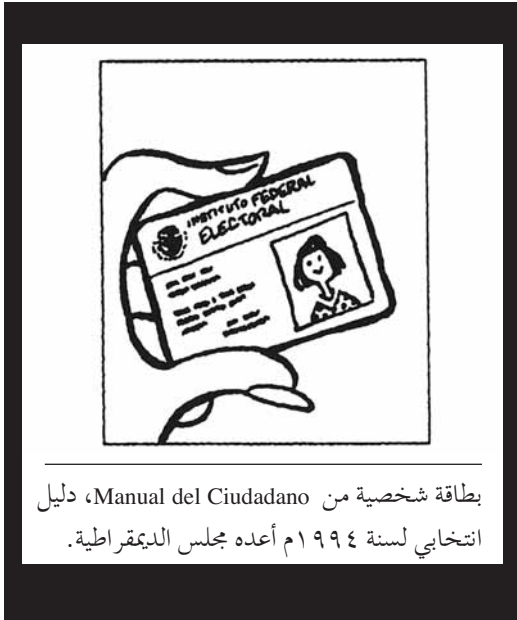 INSTITUTO FEDERAL
ELECTORAL
بطاقة شخصية من Manual del Ciudadano، دليل
انتخابي لسنة ١٩٩٤م أعده مجلس الديمقراطية.